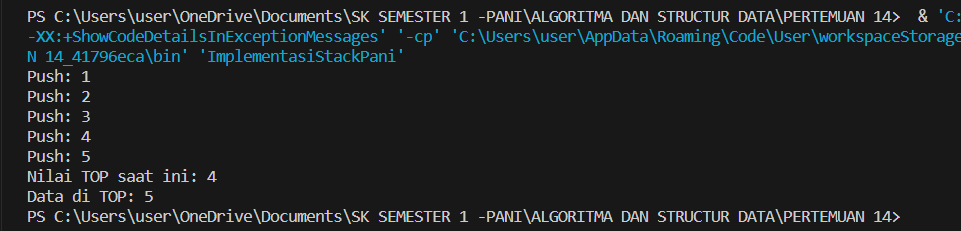 PS C:\Users\user\OneDrive\Documents\SK SEMESTER 1 -PANI\ALGORITMA DAN STRUCTUR DATA\PERTEMUAN 14>  & 'C:
-XX:+ShowCodeDetailsInExceptionMessages' '-cp' 'C:\Users\user\AppData\Roaming\Code\User\workspaceStorage
N 14_41796eca\bin' 'ImplementasiStackPani'
Push: 1
Push: 2
Push: 3
Push: 4
Push: 5
Nilai TOP saat ini: 4
Data di TOP: 5
PS C:\Users\user\OneDrive\Documents\SK SEMESTER 1 -PANI\ALGORITMA DAN STRUCTUR DATA\PERTEMUAN 14>